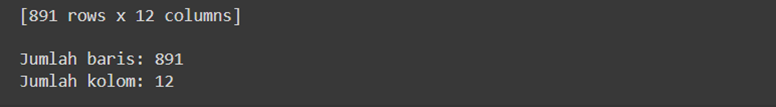 [891 rows x 12 columns]
Jumlah baris: 891
Jumlah kolom: 12